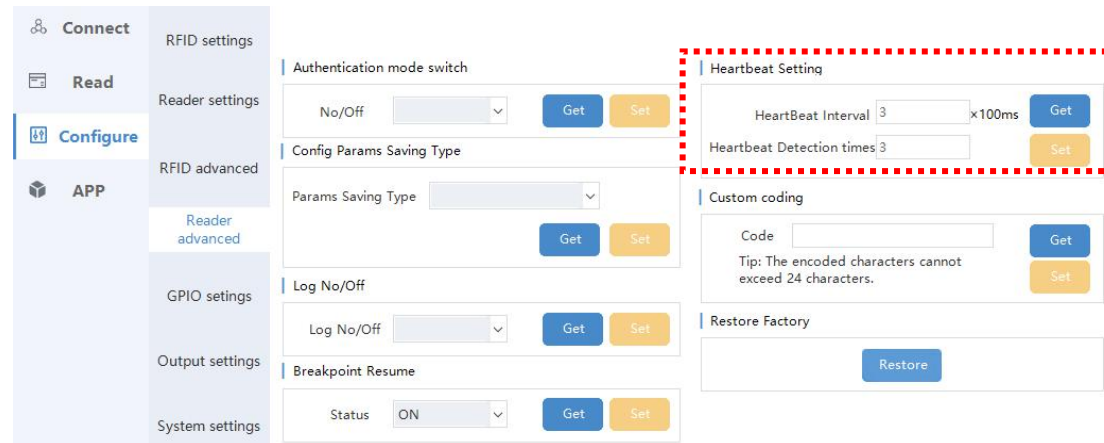 Connect
Read
Configure
APP
RFID settings
Reader settings
RFID advanced
Reader
advanced
GPIO setings
Output settings
System settings
Authentication mode switch
No/Off
Get
Set
Config Params Saving Type
Params Saving Type
Get
Set
Log No/Off
Log No/Off
Get
Set
Breakpoint Resume
Status
ON
Get
Set
Heartbeat Setting
HeartBeat Interval
3
×100ms
Get
Heartbeat Detection times
3
Set
Custom coding
Code
Get
Tip: The encoded characters cannot
exceed 24 characters.
Set
Restore Factory
Restore